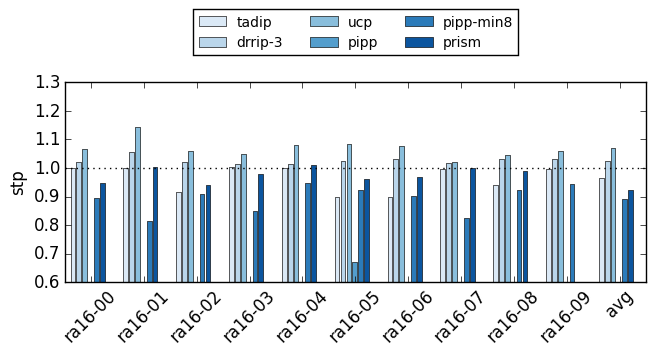 tadip ucp pipp-min8
drrip-3 pipp prism
1.3
1.2
1.1
1.0
0.9
0.8
0.7
0.6
stp
ra16-00 ra16-01 ra16-02 ra16-03 ra16-04 ra16-05 ra16-06 ra16-07 ra16-08 ra16-09 avg